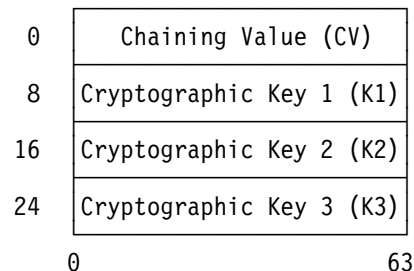 0 Chaining Value (CV)
8 Cryptographic Key 1 (K1)
16 Cryptographic Key 2 (K2)
24 Cryptographic Key 3 (K3)
0 63